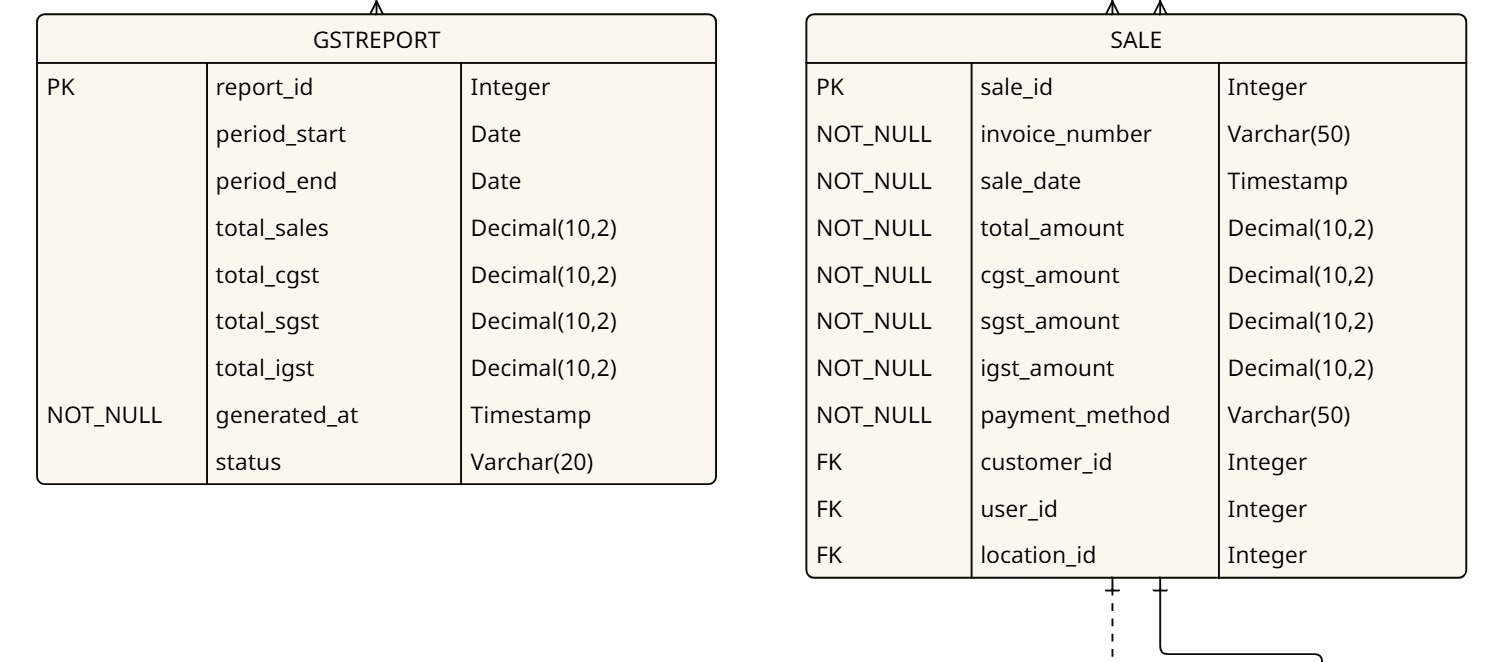 GSTREPORT
PK report_id Integer
period_start Date
period_end Date
total_sales Decimal(10,2)
total_cgst Decimal(10,2)
total_sgst Decimal(10,2)
total_igst Decimal(10,2)
NOT_NULL generated_at Timestamp
status Varchar(20)
SALE
PK sale_id Integer
NOT_NULL invoice_number Varchar(50)
NOT_NULL sale_date Timestamp
NOT_NULL total_amount Decimal(10,2)
NOT_NULL cgst_amount Decimal(10,2)
NOT_NULL sgst_amount Decimal(10,2)
NOT_NULL igst_amount Decimal(10,2)
NOT_NULL payment_method Varchar(50)
FK customer_id Integer
FK user_id Integer
FK location_id Integer